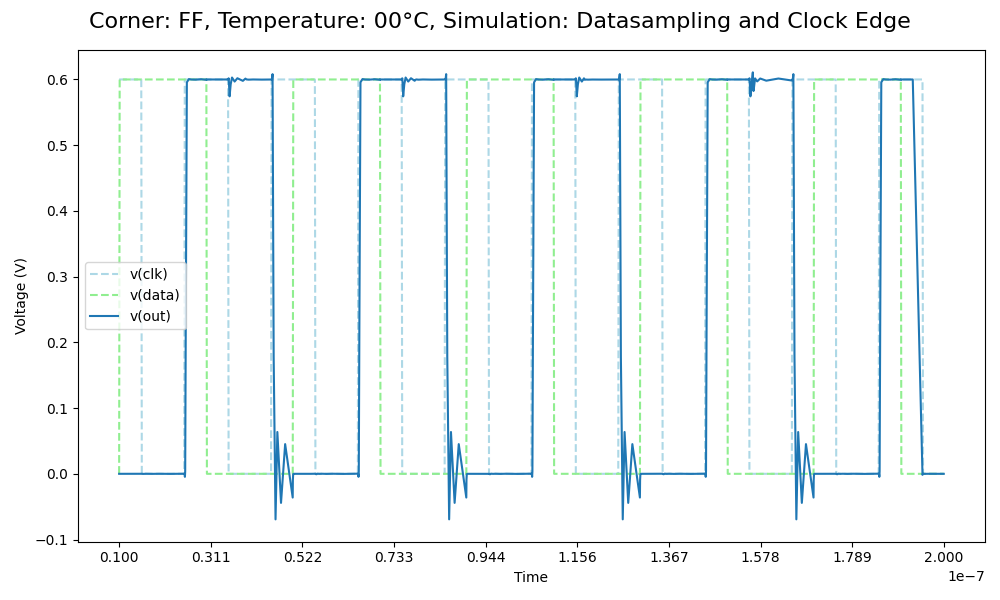 Corner: FF, Temperature: 00°C, Simulation: Datasampling and Clock Edge
0.6
0.5
0.4
0.3
0.2
0.1
0.0
−0.1
Voltage (V)
v(clk)
v(data)
v(out)
0.100 0.311 0.522 0.733 0.944 1.156 1.367 1.578 1.789 2.000
Time
1e−7